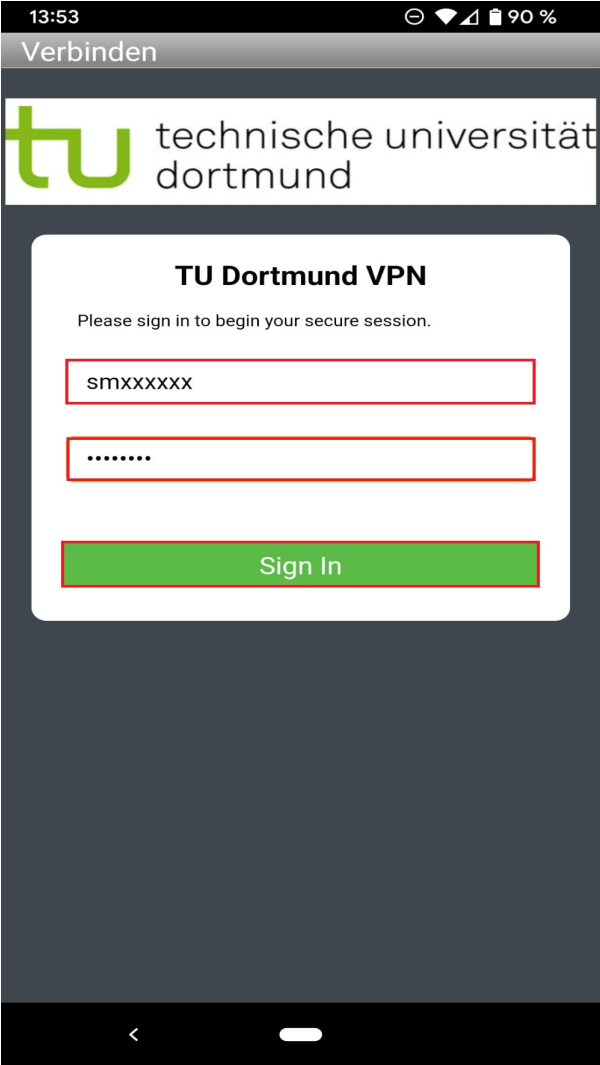 13:53 90 %
Verbinden
tu technische universität
dortmund
TU Dortmund VPN
Please sign in to begin your secure session.
smxxxxxx
••••••••
Sign In